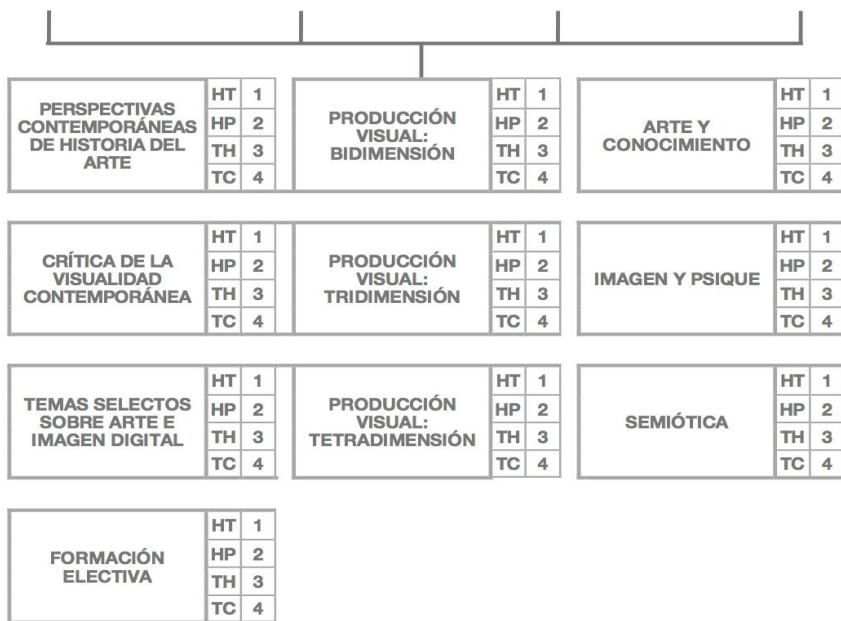 PERSPECTIVAS
CONTEMPORÁNEAS
DE HISTORIA DEL
ARTE
HT 1
HP 2
TH 3
TC 4
PRODUCCIÓN
VISUAL:
BIDIMENSIÓN
HT 1
HP 2
TH 3
TC 4
ARTE Y
CONOCIMIENTO
HT 1
HP 2
TH 3
TC 4
CRÍTICA DE LA
VISUALIDAD
CONTEMPORÁNEA
HT 1
HP 2
TH 3
TC 4
PRODUCCIÓN
VISUAL:
TRIDIMENSIÓN
HT 1
HP 2
TH 3
TC 4
IMAGEN Y PSIQUE
HT 1
HP 2
TH 3
TC 4
TEMAS SELECTOS
SOBRE ARTE E
IMAGEN DIGITAL
HT 1
HP 2
TH 3
TC 4
PRODUCCIÓN
VISUAL:
TETRADIMENSIÓN
HT 1
HP 2
TH 3
TC 4
SEMIÓTICA
HT 1
HP 2
TH 3
TC 4
FORMACIÓN
ELECTIVA
HT 1
HP 2
TH 3
TC 4